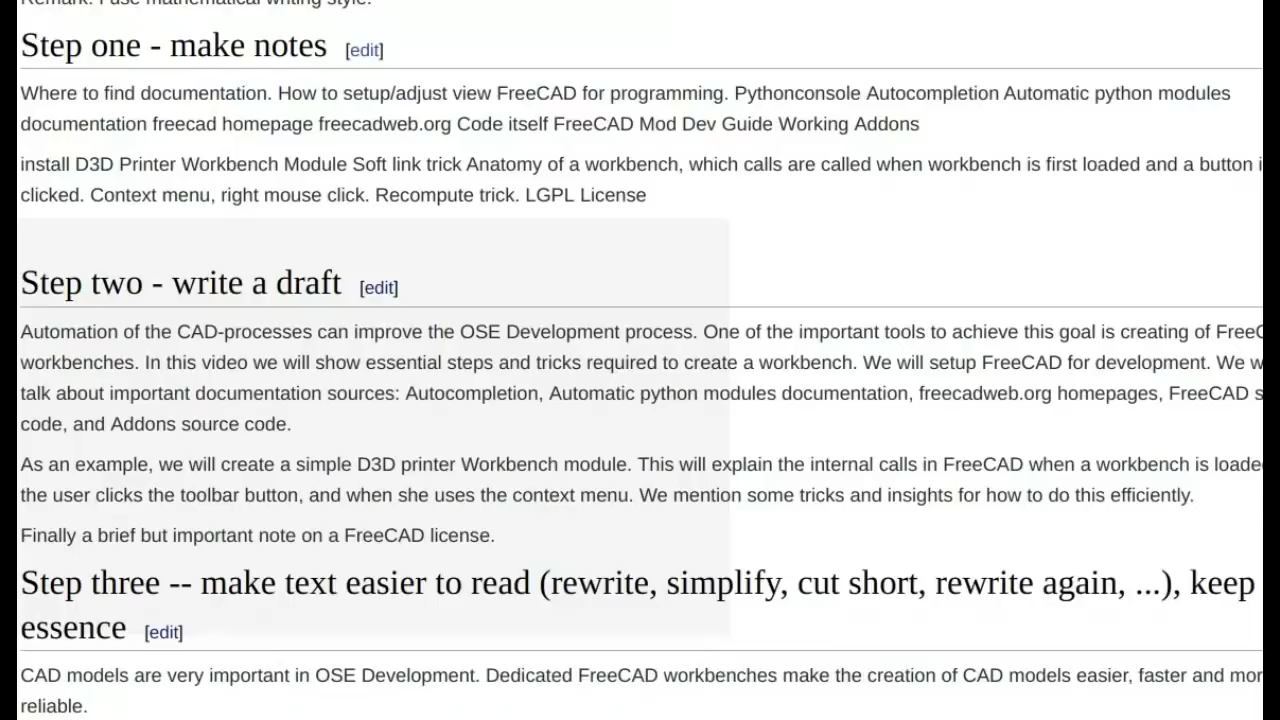 Remark: I use mathematical writing style.
Step one - make notes [edit]
Where to find documentation. How to setup/adjust view FreeCAD for programming. Pythonconsole Autocompletion Automatic python modules
documentation freecad homepage freecadweb.org Code itself FreeCAD Mod Dev Guide Working Addons
install D3D Printer Workbench Module Soft link trick Anatomy of a workbench, which calls are called when workbench is first loaded and a button i
clicked. Context menu, right mouse click. Recompute trick. LGPL License
Step two - write a draft [edit]
Automation of the CAD-processes can improve the OSE Development process. One of the important tools to achieve this goal is creating of FreeC
workbenches. In this video we will show essential steps and tricks required to create a workbench. We will setup FreeCAD for development. We w
talk about important documentation sources: Autocompletion, Automatic python modules documentation, freecadweb.org homepages, FreeCAD s
code, and Addons source code.
As an example, we will create a simple D3D printer Workbench module. This will explain the internal calls in FreeCAD when a workbench is loade
the user clicks the toolbar button, and when she uses the context menu. We mention some tricks and insights for how to do this efficiently.
Finally a brief but important note on a FreeCAD license.
Step three -- make text easier to read (rewrite, simplify, cut short, rewrite again, ...), keep
essence [edit]
CAD models are very important in OSE Development. Dedicated FreeCAD workbenches make the creation of CAD models easier, faster and mor
reliable.